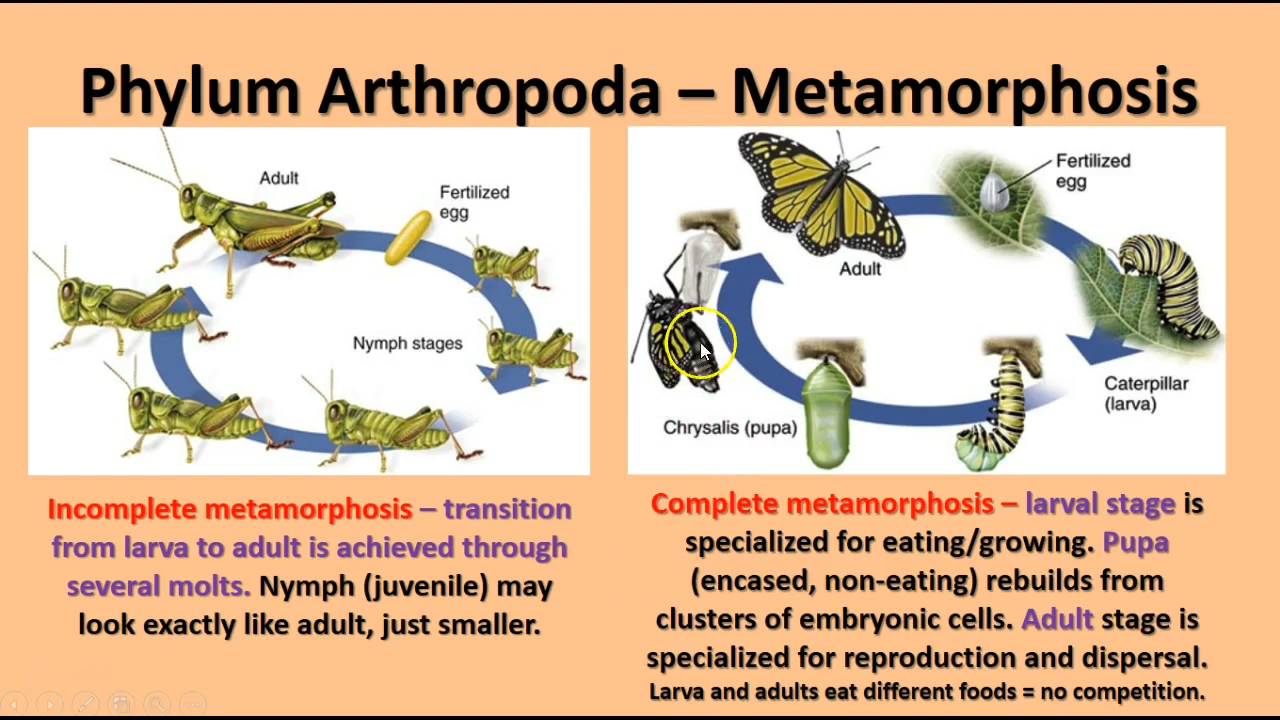 Phylum Arthropoda – Metamorphosis
Adult
Fertilized
egg
Nymph stages
Fertilized
egg
Adult
Caterpillar
(larva)
Chrysalis (pupa)
Incomplete metamorphosis – transition
from larva to adult is achieved through
several molts. Nymph (juvenile) may
look exactly like adult, just smaller.
Complete metamorphosis – larval stage is
specialized for eating/growing. Pupa
(encased, non-eating) rebuilds from
clusters of embryonic cells. Adult stage is
specialized for reproduction and dispersal.
Larva and adults eat different foods = no competition.